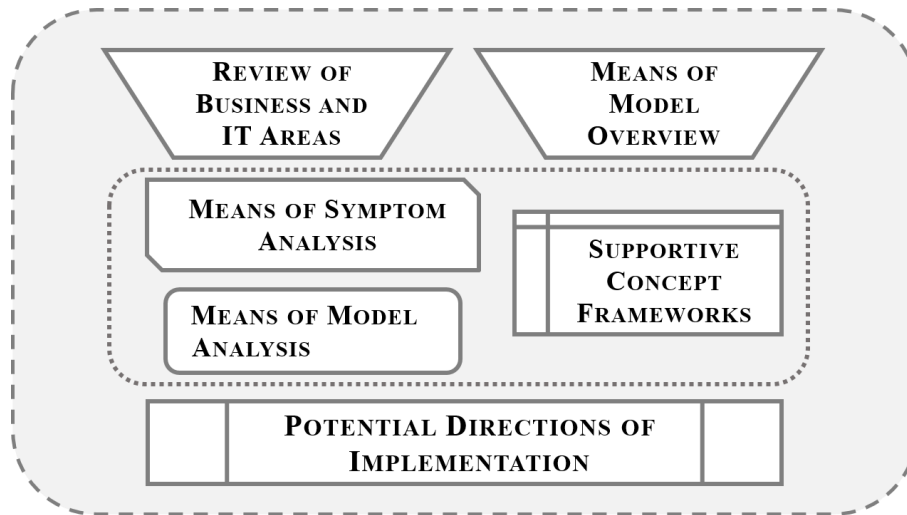 REVIEW OF
BUSINESS AND
IT AREAS
MEANS OF
MODEL
OVERVIEW
MEANS OF SYMPTOM
ANALYSIS
MEANS OF MODEL
ANALYSIS
SUPPORTIVE
CONCEPT
FRAMEWORKS
POTENTIAL DIRECTIONS OF
IMPLEMENTATION